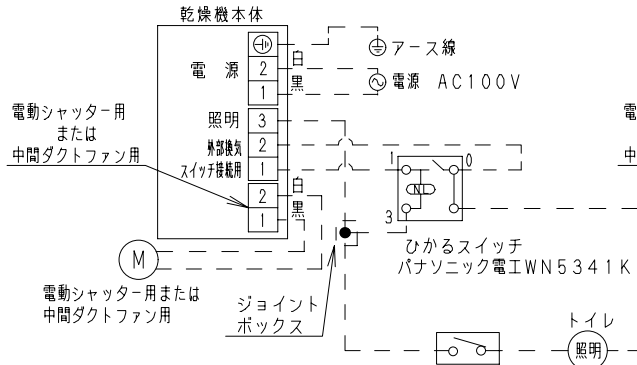 乾燥機本体
白
アース線
電源
2
黒
1
電源 AC100V
電動シャッター用
または
中間ダクトファン用
照明
3
外部換気
2
スイッチ接続用
1
白
2
黒
1
1
0
NL
3
ひかるスイッチ
パナソニック電工WN5341K
M
電動シャッター用または
中間ダクトファン用
ジョイント
ボックス
トイレ
照明
電
中